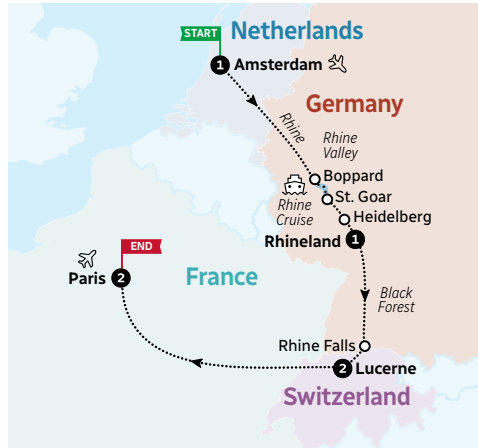 START
Netherlands
1 Amsterdam
Germany
Rhine
Rhine
Valley
Boppard
St. Goar
Rhine
Cruise
Heidelberg
Rhineland 1
END
Paris 2
France
Black
Forest
Rhine Falls
2 Lucerne
Switzerland